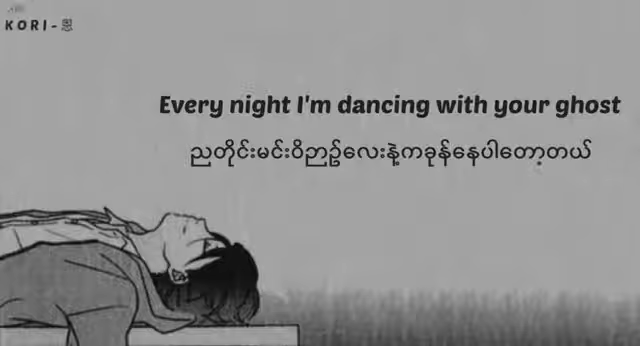 KORI-恩
Every night I'm dancing with your ghost
ညတိုင်းမင်းဝိဉာဥ်လေးနဲ့ကခုန်နေပါတော့တယ်